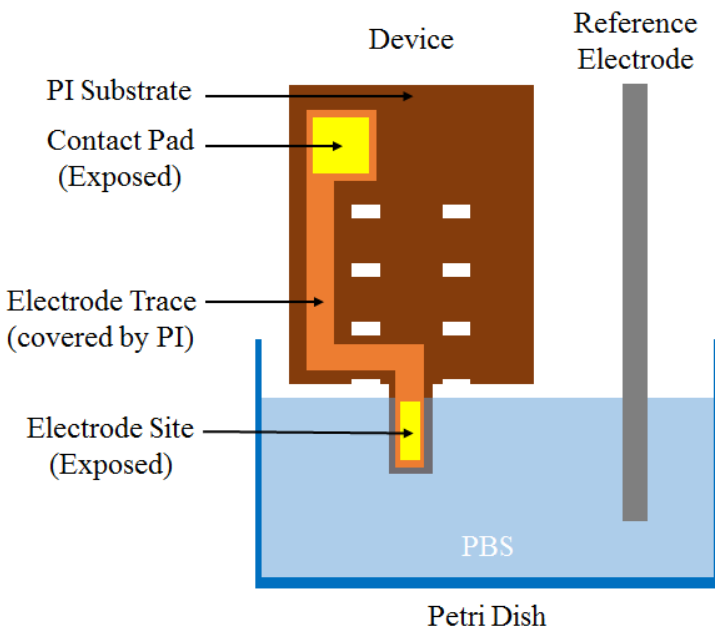 Device
Reference
Electrode
PI Substrate
Contact Pad
(Exposed)
Electrode Trace
(covered by PI)
Electrode Site
(Exposed)
PBS
Petri Dish